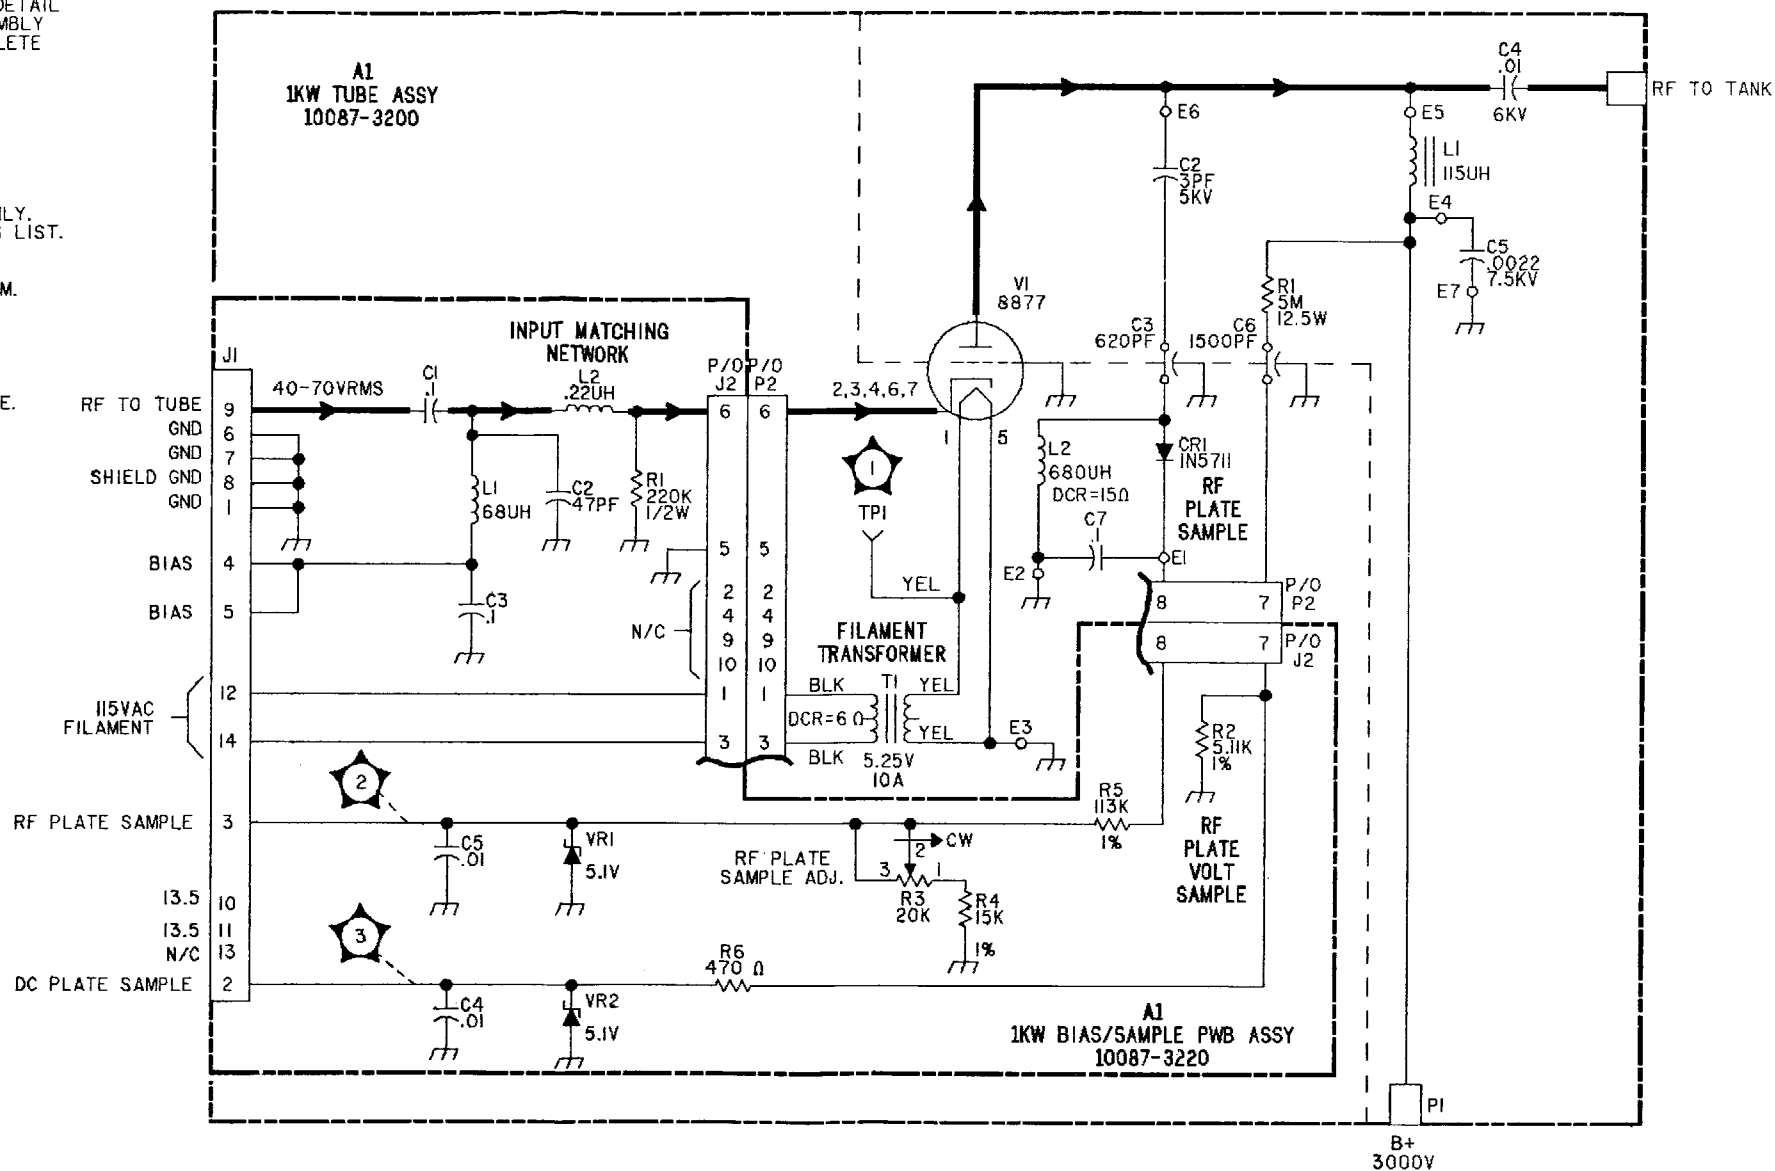 DETAIL
MBLY
LETE
ILY.
LIST.
M.
E.
A1
1KW TUBE ASSY
10087-3200
C4
.01
6KV
RF TO TANK
E6
E5
C2
3PF
5KV
L1
115UH
E4
C5
.0022
7.5KV
E7
V1
8877
R1
5M
12.5W
C3
620PF
C6
1500PF
INPUT MATCHING
NETWORK
J1
P/O
J2
P/O
P2
40-70VRMS
C1
.1
L2
.22UH
2,3,4,6,7
RF TO TUBE
9
6
6
GND
6
GND
7
SHIELD GND
8
GND
1
L1
68UH
C2
47PF
R1
220K
1/2W
1
TP1
1
5
L2
680UH
DCR=15Ω
CR1
1N5711
RF
PLATE
SAMPLE
C7
.1
E2
E1
BIAS
4
BIAS
5
C3
.1
5
5
2
2
4
4
9
9
10
10
N/C
YEL
8
7
P/O
P2
8
7
P/O
J2
FILAMENT
TRANSFORMER
115VAC
FILAMENT
12
14
1
1
3
3
BLK
T1
YEL
DCR=6Ω
YEL
BLK
5.25V
10A
E3
R2
5.11K
1%
RF
PLATE
VOLT
SAMPLE
2
RF PLATE SAMPLE
3
C5
.01
VR1
5.1V
RF PLATE
SAMPLE ADJ.
2
CW
3
1
R3
20K
R4
15K
1%
R5
113K
1%
13.5
10
13.5
11
N/C
13
3
DC PLATE SAMPLE
2
C4
.01
VR2
5.1V
R6
470 Ω
A1
1KW BIAS/SAMPLE PWB ASSY
10087-3220
P1
B+
3000V